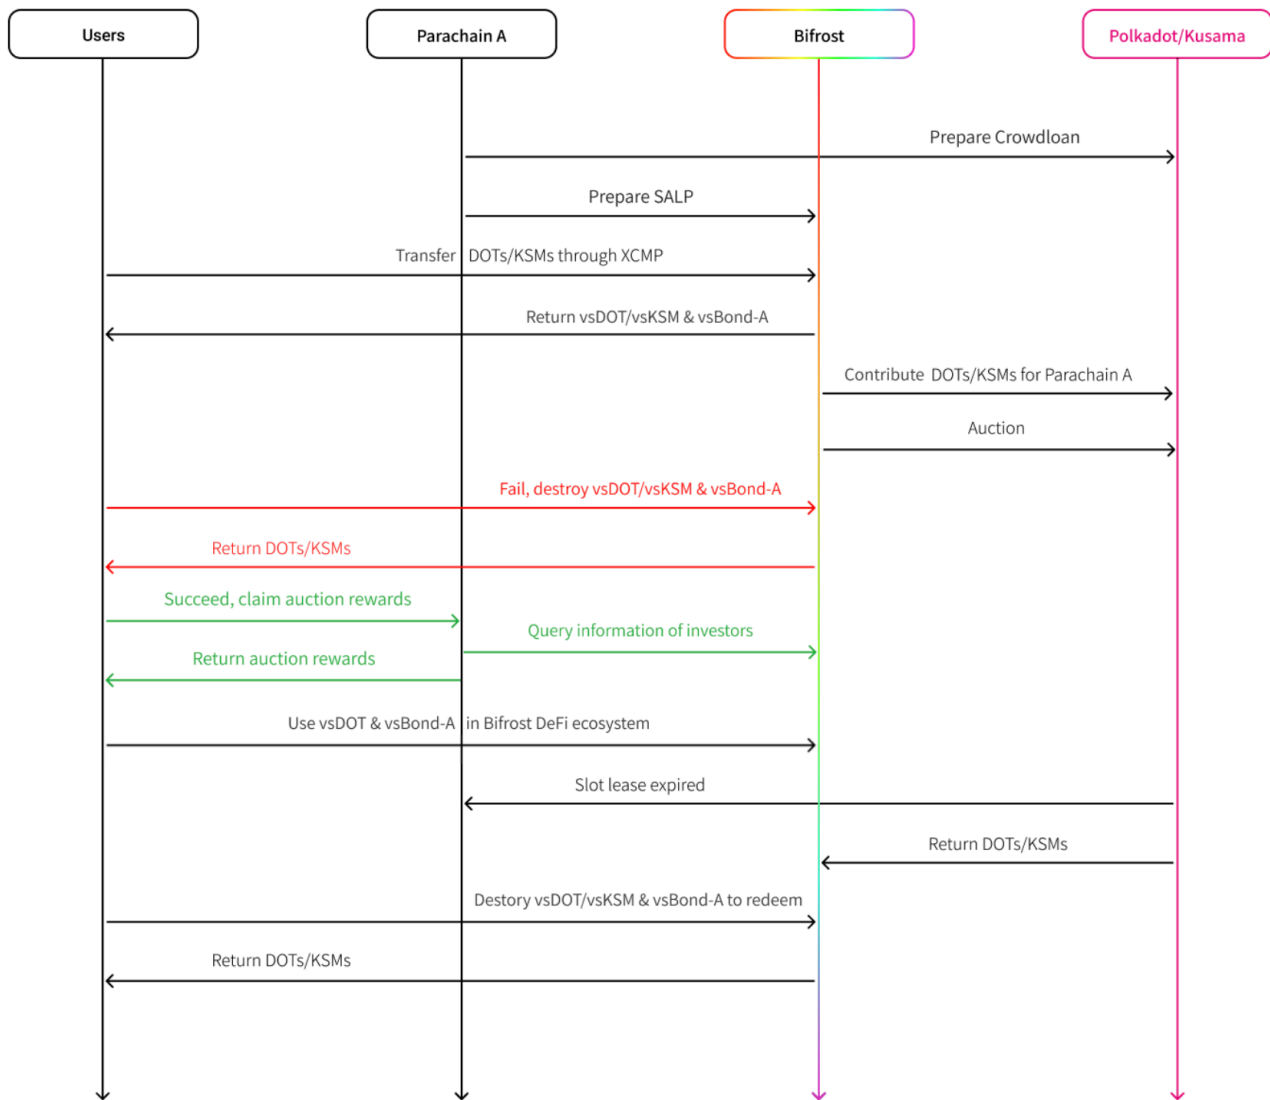 Users
Parachain A
Bifrost
Polkadot/Kusama
Prepare Crowdloan
Prepare SALP
Transfer DOTs/KSMs through XCMP
Return vsDOT/vsKSM & vsBond-A
Contribute DOTs/KSMs for Parachain A
Auction
Fail, destroy vsDOT/vsKSM & vsBond-A
Return DOTs/KSMs
Succeed, claim auction rewards
Query information of investors
Return auction rewards
Use vsDOT & vsBond-A in Bifrost DeFi ecosystem
Slot lease expired
Return DOTs/KSMs
Destory vsDOT/vsKSM & vsBond-A to redeem
Return DOTs/KSMs